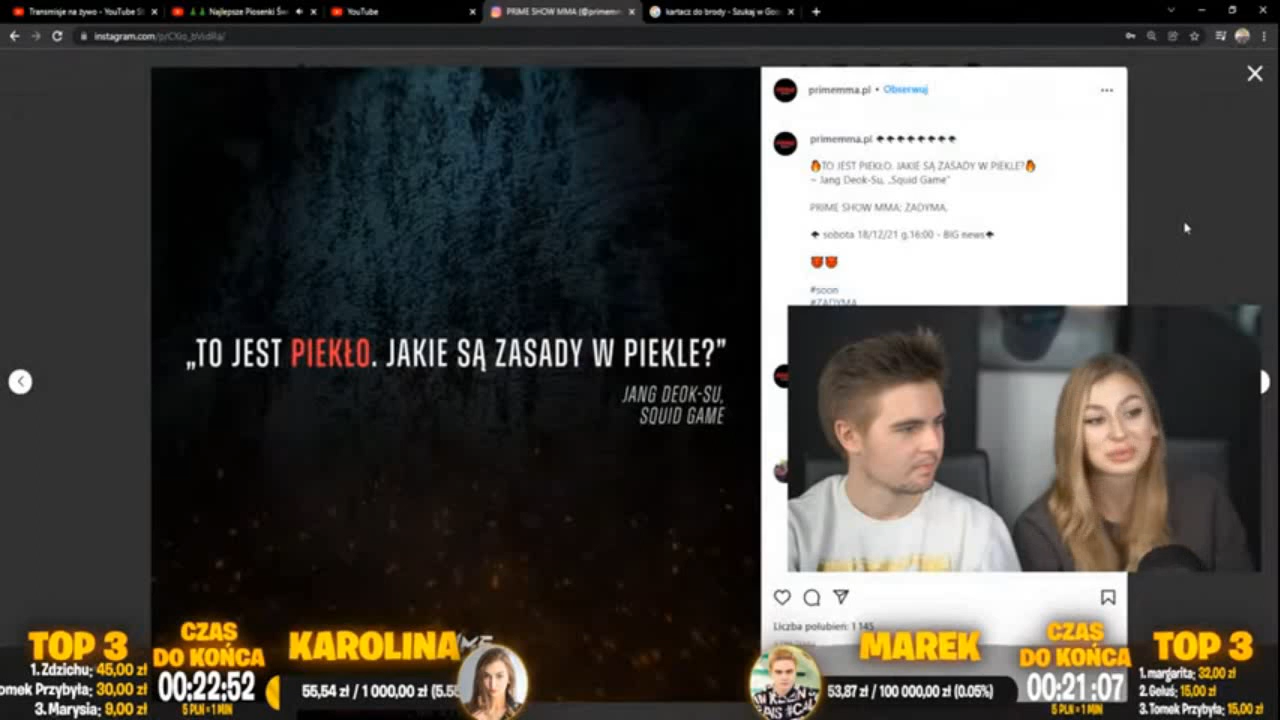 Transmisje na żywo - YouTube St
Najlepsze Piosenki Św
YouTube
PRIME SHOW MMA (@primemm
kartacz do brody - Szukaj w Goo
instagram.com
primemma.pl • Obserwuj
primemma.pl
TO JEST PIEKŁO. JAKIE SĄ ZASADY W PIEKLE?
~ Jang Deok-Su, „Squid Game"
PRIME SHOW MMA: ZADYMA.
sobota 18/12/21 g.16:00 - BIG news
#soon
#ZADYMA
„TO JEST PIEKŁO. JAKIE SĄ ZASADY W PIEKLE?”
JANG DEOK-SU,
SQUID GAME
Liczba polubień: 1 145
TOP 3
1. Zdzichu: 45,00 zł
omek Przybyła: 30,00 zł
3. Marysia: 9,00 zł
CZAS
DO KOŃCA
00:22:52
5 PLN = 1 MIN
KAROLINA
55,54 zł / 1 000,00 zł (5.55
MAREK
53,87 zł / 100 000,00 zł (0.05%)
CZAS
DO KOŃCA
00:21:07
5 PLN = 1 MIN
TOP 3
1. margarita: 32,00 zł
2. Geluś: 15,00 zł
3. Tomek Przybyła: 15,00 zł